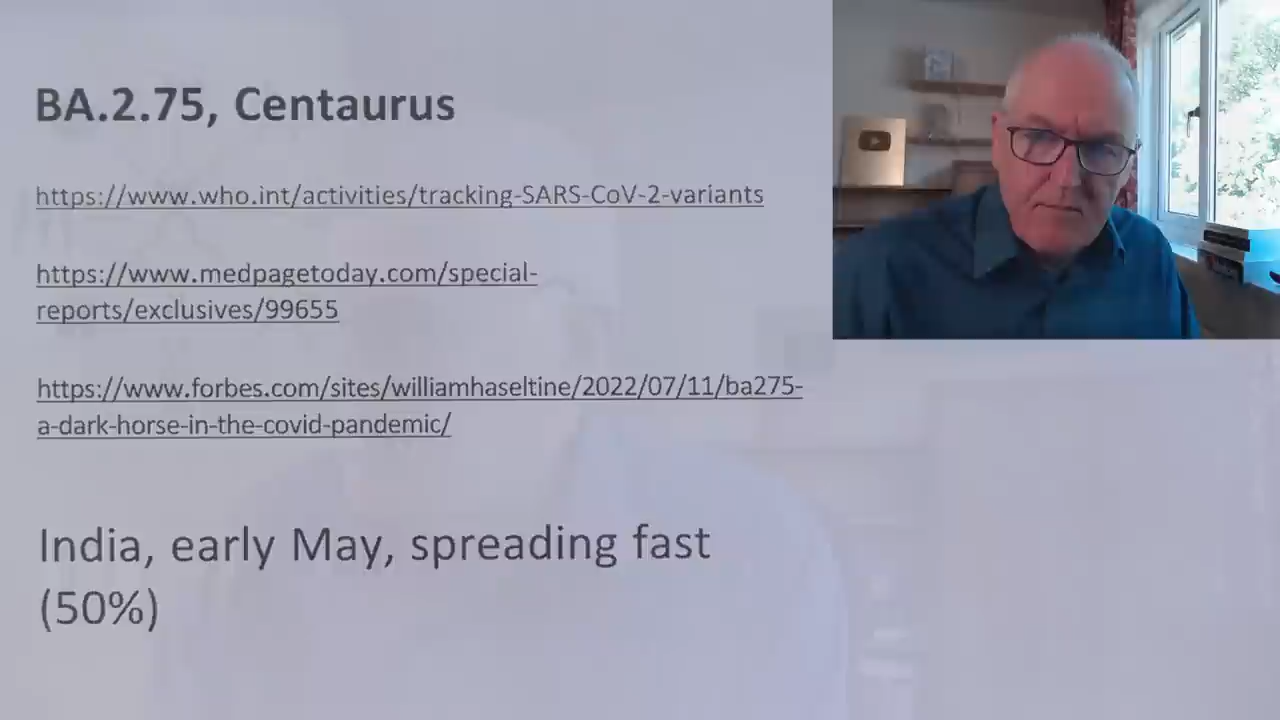 BA.2.75, Centaurus
https://www.who.int/activities/tracking-SARS-CoV-2-variants
https://www.medpagetoday.com/special-
reports/exclusives/99655
https://www.forbes.com/sites/williamhaseltine/2022/07/11/ba275-
a-dark-horse-in-the-covid-pandemic/
India, early May, spreading fast
(50%)